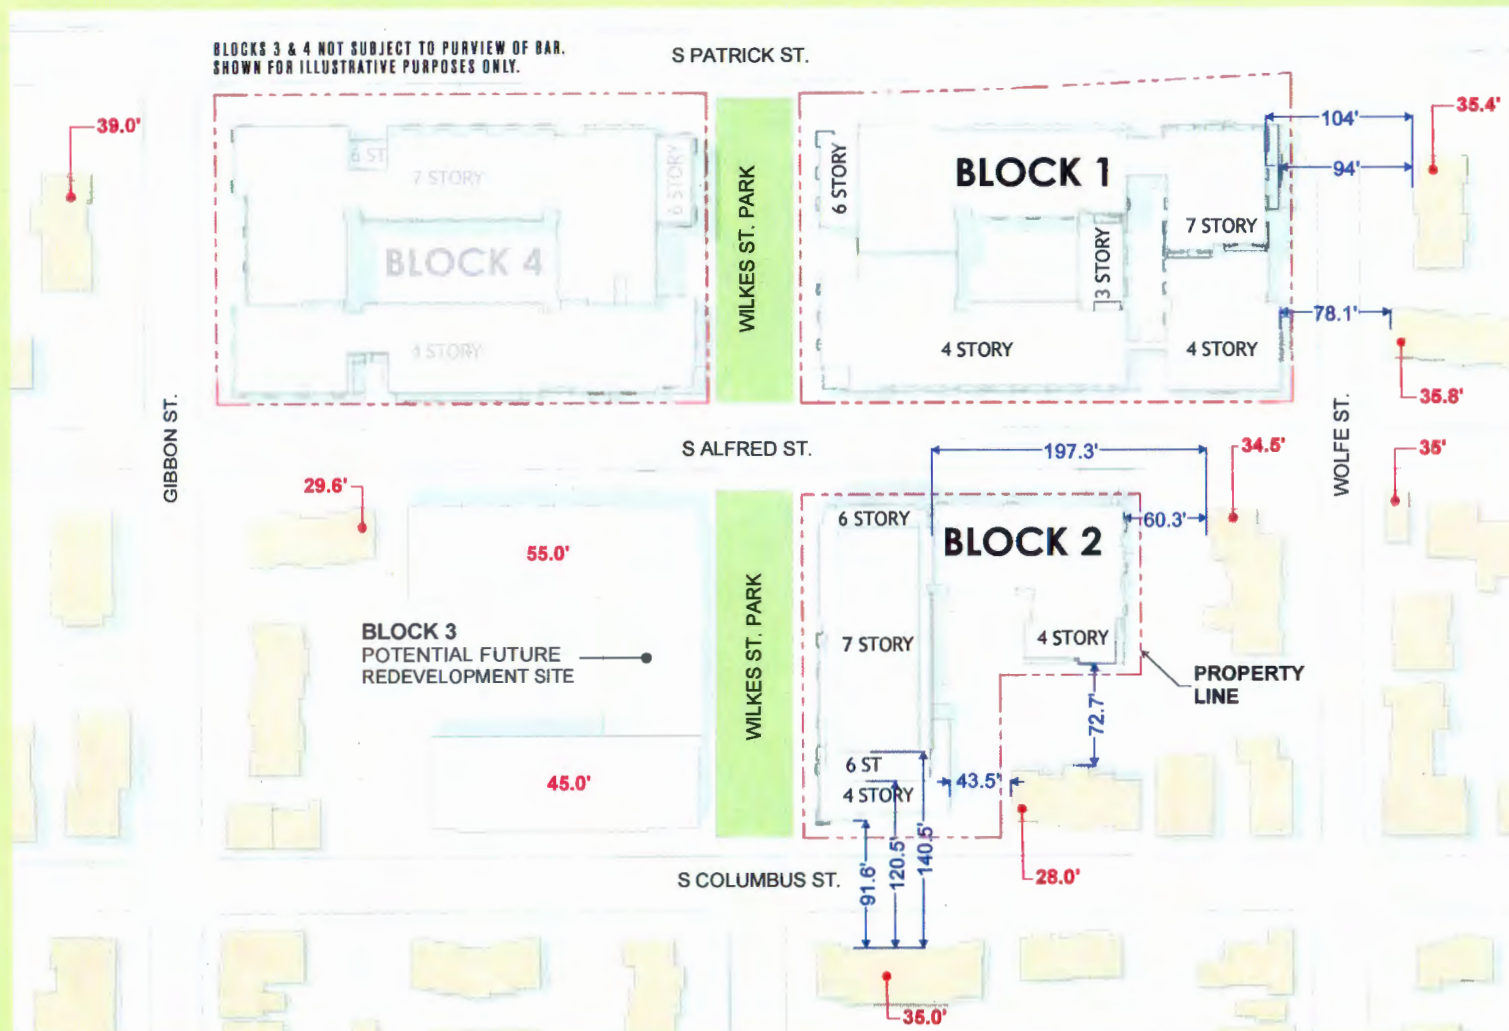 BLOCKS 3 & 4 NOT SUBJECT TO PURVIEW OF BAR.
SHOWN FOR ILLUSTRATIVE PURPOSES ONLY.
S PATRICK ST.
39.0'
6 ST
7 STORY
6 STORY
BLOCK 4
4 STORY
WILKES ST. PARK
6 STORY
BLOCK 1
3 STORY
7 STORY
4 STORY
4 STORY
104'
94'
35.4'
78.1'
35.8'
GIBBON ST.
S ALFRED ST.
WOLFE ST.
29.6'
55.0'
BLOCK 3
POTENTIAL FUTURE
REDEVELOPMENT SITE
45.0'
WILKES ST. PARK
197.3'
34.5'
35'
6 STORY
BLOCK 2
60.3'
7 STORY
4 STORY
PROPERTY
LINE
72.7'
6 ST
4 STORY
43.5'
28.0'
S COLUMBUS ST.
91.6'
120.5'
140.5'
35.0'